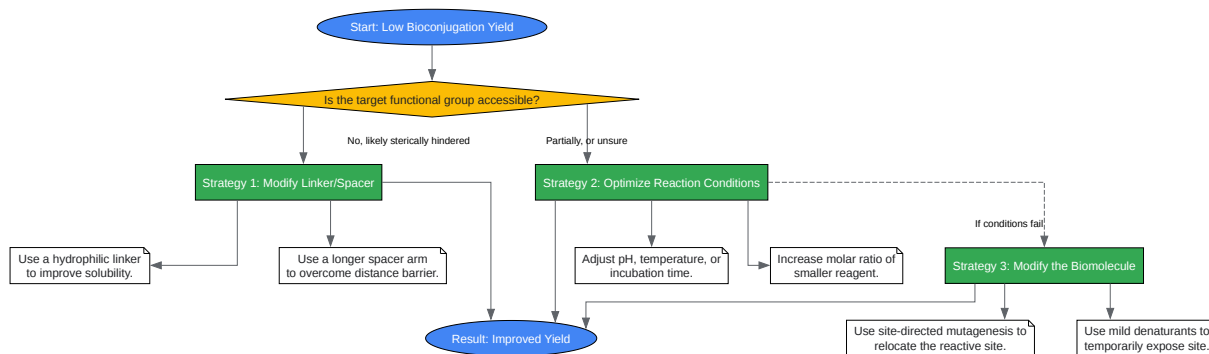 Start: Low Bioconjugation Yield
Is the target functional group accessible?
No, likely sterically hindered
Partially, or unsure
Strategy 1: Modify Linker/Spacer
Strategy 2: Optimize Reaction Conditions
If conditions fail
Use a hydrophilic linker
to improve solubility.
Use a longer spacer arm
to overcome distance barrier.
Adjust pH, temperature, or
incubation time.
Increase molar ratio of
smaller reagent.
Strategy 3: Modify the Biomolecule
Result: Improved Yield
Use site-directed mutagenesis to
relocate the reactive site.
Use mild denaturants to
temporarily expose site.